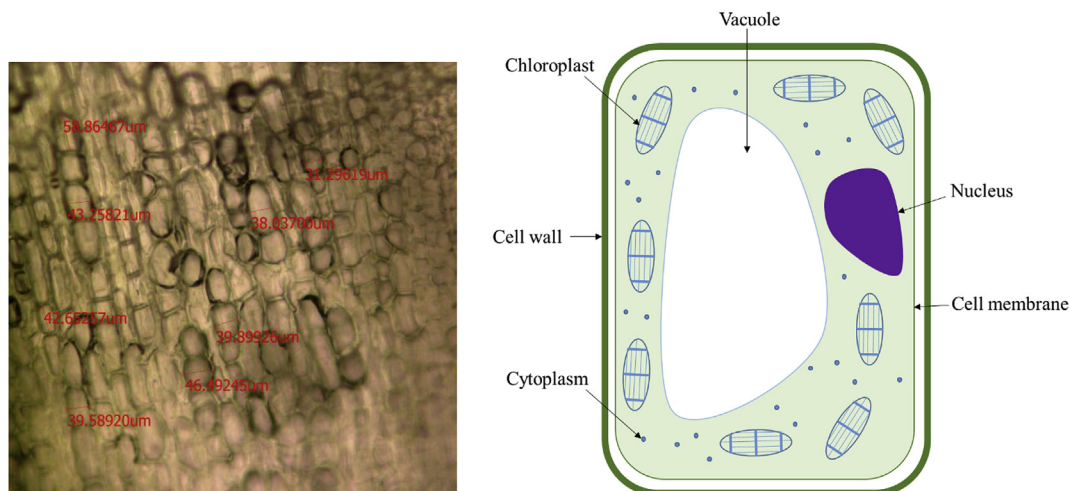 58.86467um
31.29619um
43.25821um
38.03700um
42.65257um
39.89926um
46.49245um
39.58920um
Vacuole
Chloroplast
Nucleus
Cell wall
Cell membrane
Cytoplasm